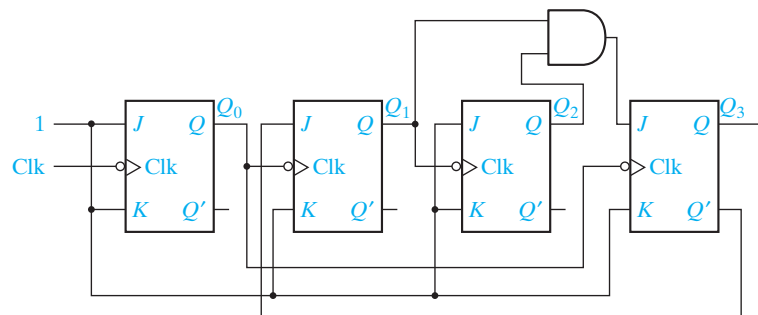 Q₀ Q₁ Q₂ Q₃
1 J Q J Q J Q J Q
Clk Clk Clk Clk Clk
K Q′ K Q′ K Q′ K Q′